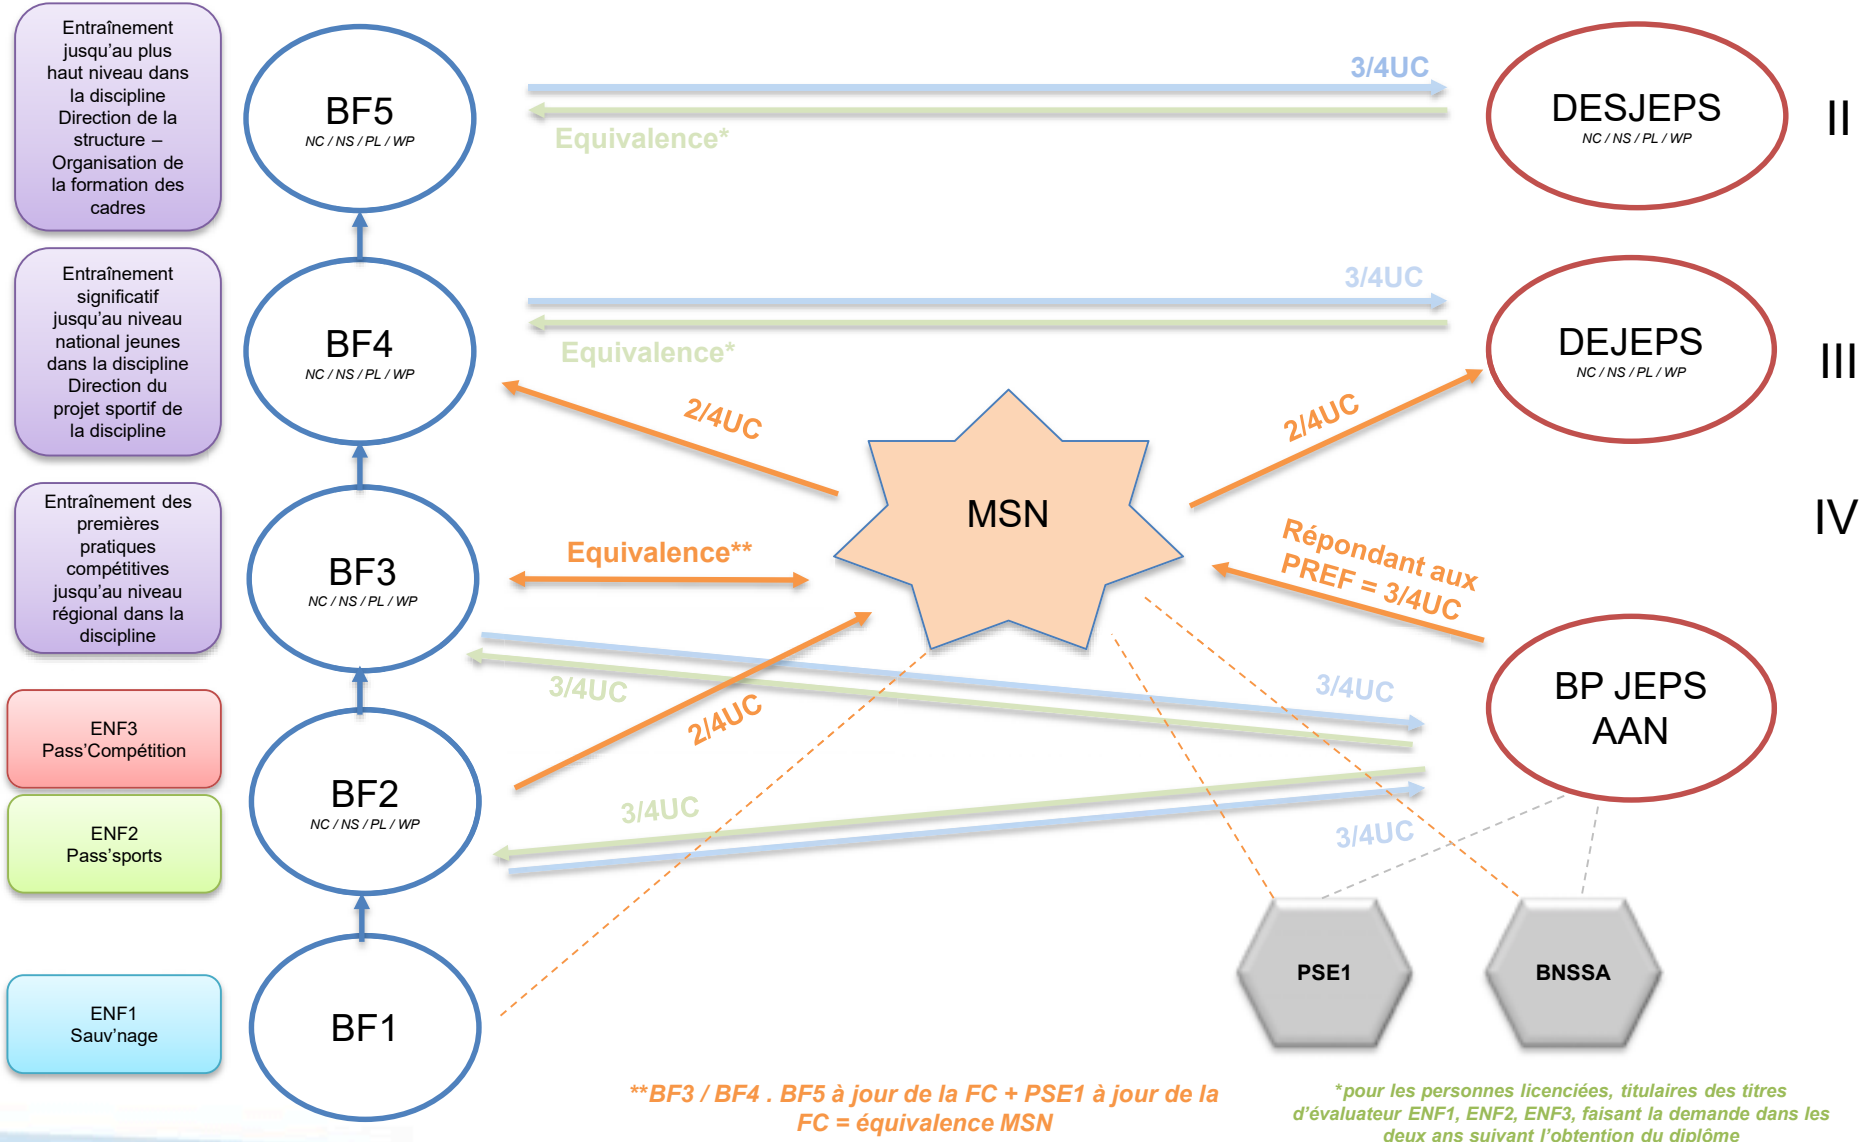 Entraînement
jusqu’au plus
haut niveau dans
la discipline
Direction de la
structure –
Organisation de
la formation des
cadres
BF5
NC / NS / PL / WP
3/4UC
Equivalence*
DESJEPS
NC / NS / PL / WP
II
Entraînement
significatif
jusqu’au niveau
national jeunes
dans la discipline
Direction du
projet sportif de
la discipline
BF4
NC / NS / PL / WP
3/4UC
Equivalence*
DEJEPS
NC / NS / PL / WP
III
2/4UC
2/4UC
MSN
IV
Entraînement des
premières
pratiques
compétitives
jusqu’au niveau
régional dans la
discipline
BF3
NC / NS / PL / WP
Equivalence**
Répondant aux
PREF = 3/4UC
3/4UC
3/4UC
2/4UC
BP JEPS
AAN
ENF3
Pass’Compétition
BF2
NC / NS / PL / WP
3/4UC
3/4UC
ENF2
Pass’sports
PSE1
BNSSA
ENF1
Sauv’nage
BF1
**BF3 / BF4 . BF5 à jour de la FC + PSE1 à jour de la
FC = équivalence MSN
*pour les personnes licenciées, titulaires des titres
d’évaluateur ENF1, ENF2, ENF3, faisant la demande dans les
deux ans suivant l’obtention du diplôme